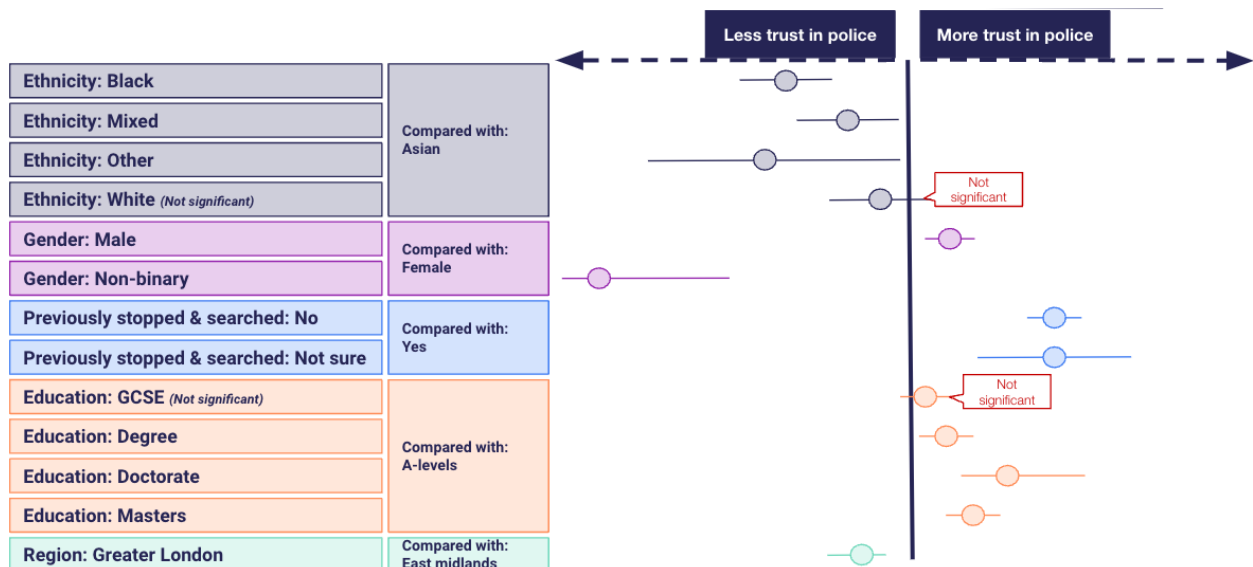 Less trust in police
More trust in police
Ethnicity: Black
Ethnicity: Mixed
Ethnicity: Other
Ethnicity: White (Not significant)
Compared with:
Asian
Not
significant
Gender: Male
Gender: Non-binary
Compared with:
Female
Previously stopped & searched: No
Previously stopped & searched: Not sure
Compared with:
Yes
Education: GCSE (Not significant)
Education: Degree
Education: Doctorate
Education: Masters
Compared with:
A-levels
Not
significant
Region: Greater London
Compared with:
East midlands